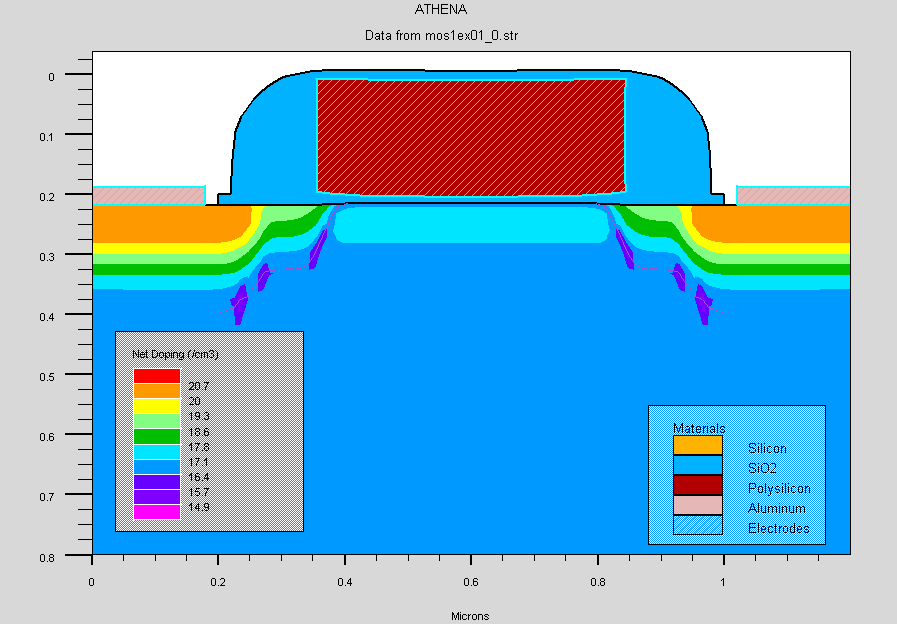 ATHENA
Data from mos1ex01_0.str
0
0.1
0.2
0.3
0.4
0.5
0.6
0.7
0.8
Net Doping (/cm3)
20.7
20
19.3
18.6
17.8
17.1
16.4
15.7
14.9
Materials
Silicon
SiO2
Polysilicon
Aluminum
Electrodes
0 0.2 0.4 0.6 0.8 1
Microns